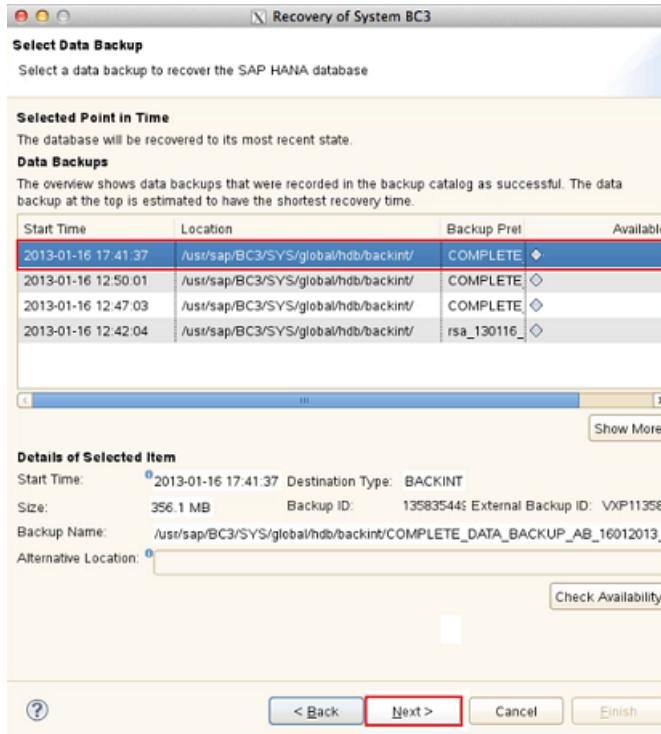 Recovery of System BC3
Select Data Backup
Select a data backup to recover the SAP HANA database
Selected Point in Time
The database will be recovered to its most recent state.
Data Backups
The overview shows data backups that were recorded in the backup catalog as successful. The data
backup at the top is estimated to have the shortest recovery time.
Start Time Location Backup Pref Available
2013-01-16 17:41:37 /usr/sap/BC3/SYS/global/hdb/backint/ COMPLETE_
2013-01-16 12:50:01 /usr/sap/BC3/SYS/global/hdb/backint/ COMPLETE_
2013-01-16 12:47:03 /usr/sap/BC3/SYS/global/hdb/backint/ COMPLETE_
2013-01-16 12:42:04 /usr/sap/BC3/SYS/global/hdb/backint/ rsa_130116_
Show More
Details of Selected Item
Start Time: 2013-01-16 17:41:37 Destination Type: BACKINT
Size: 356.1 MB Backup ID: 135835449 External Backup ID: VXP11358
Backup Name: /usr/sap/BC3/SYS/global/hdb/backint/COMPLETE_DATA_BACKUP_AB_16012013_
Alternative Location:
Check Availability
< Back Next > Cancel Finish